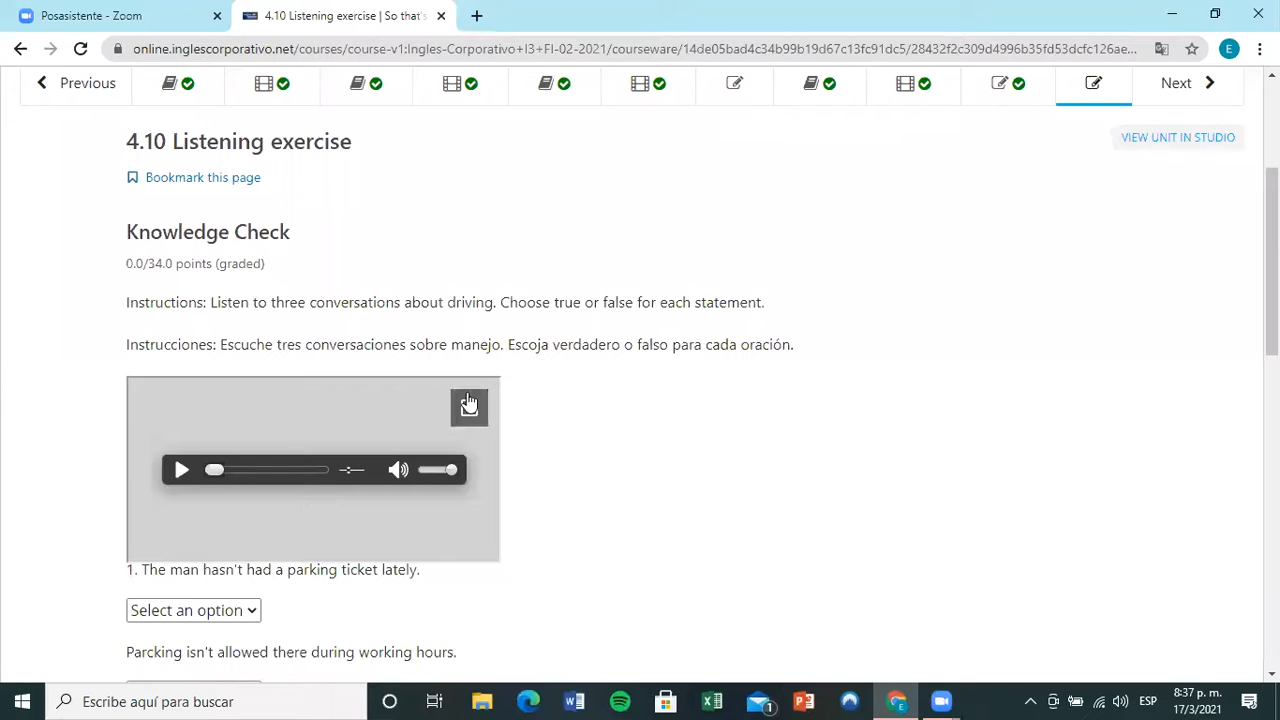 Posasistente - Zoom
4.10 Listening exercise | So that's
online.inglescorporativo.net/courses/course-v1:Ingles-Corporativo+I3+FI-02-2021/courseware/14de05bad4c34b99b19d67c13fc91dc5/28432f2c309d4996b35fd53dcfc126ae...
E
Previous
Next
4.10 Listening exercise
VIEW UNIT IN STUDIO
Bookmark this page
Knowledge Check
0.0/34.0 points (graded)
Instructions: Listen to three conversations about driving. Choose true or false for each statement.
Instrucciones: Escuche tres conversaciones sobre manejo. Escoja verdadero o falso para cada oración.
1. The man hasn't had a parking ticket lately.
Select an option
Parcking isn't allowed there during working hours.
Escribe aquí para buscar
1
ESP
8:37 p. m.
17/3/2021